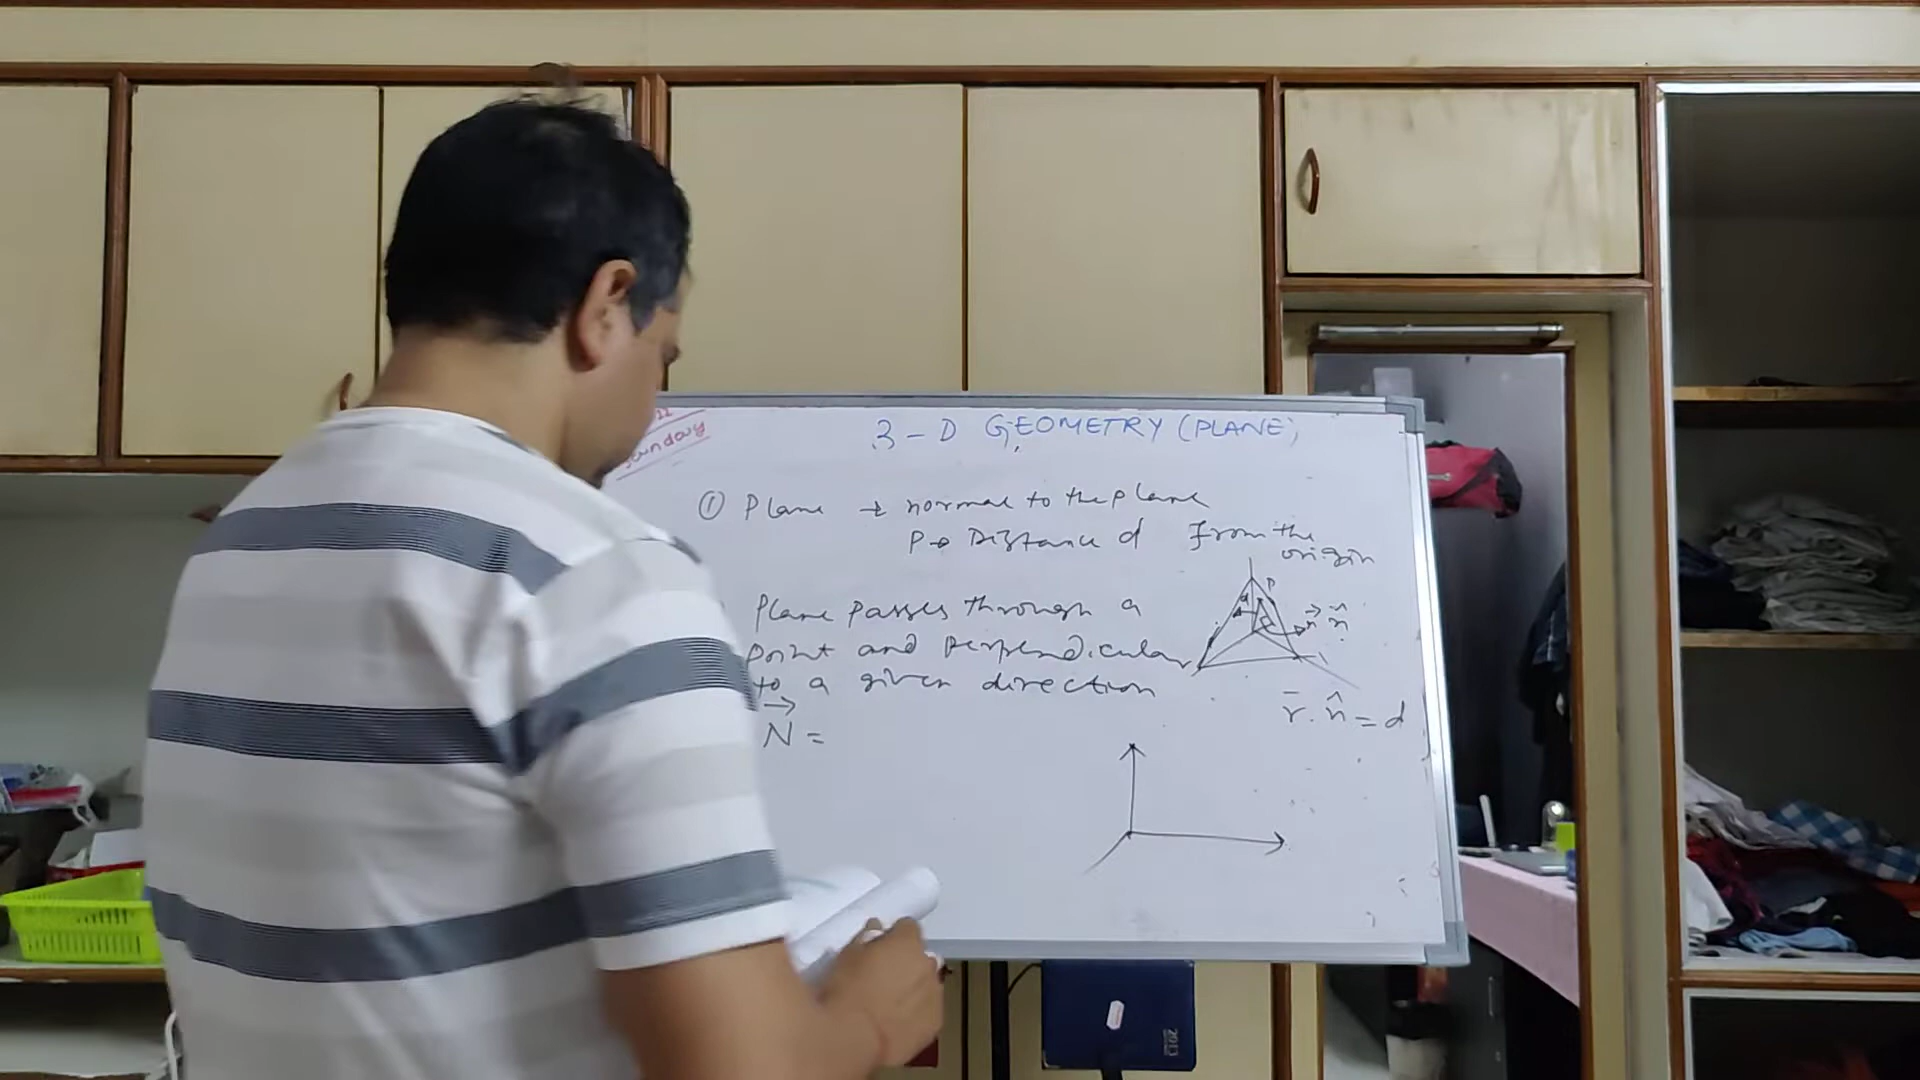 Sunday
3-D GEOMETRY (PLANE)
① Plane → normal to the plane
P → Distance d from the origin
Plane passes through a
point and perpendicular
to a given direction
P
d
n⃗ n̂
r̄ . n̂ = d
N⃗ =
2013